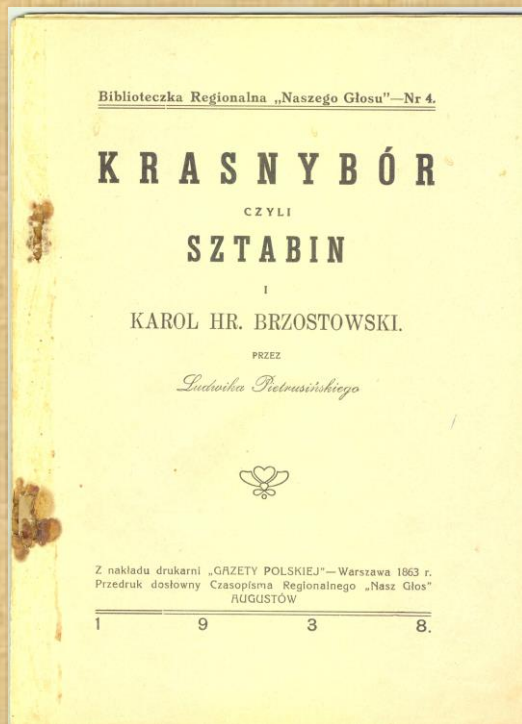 Biblioteczka Regionalna „Naszego Głosu”—Nr 4.
KRASNYBÓR
CZYLI
SZTABIN
I
KAROL HR. BRZOSTOWSKI.
PRZEZ
Ludwika Pietrusińskiego
Z nakładu drukarni „GAZETY POLSKIEJ”—Warszawa 1863 r.
Przedruk dosłowny Czasopisma Regionalnego „Nasz Głos”
AUGUSTÓW
1 9 3 8.